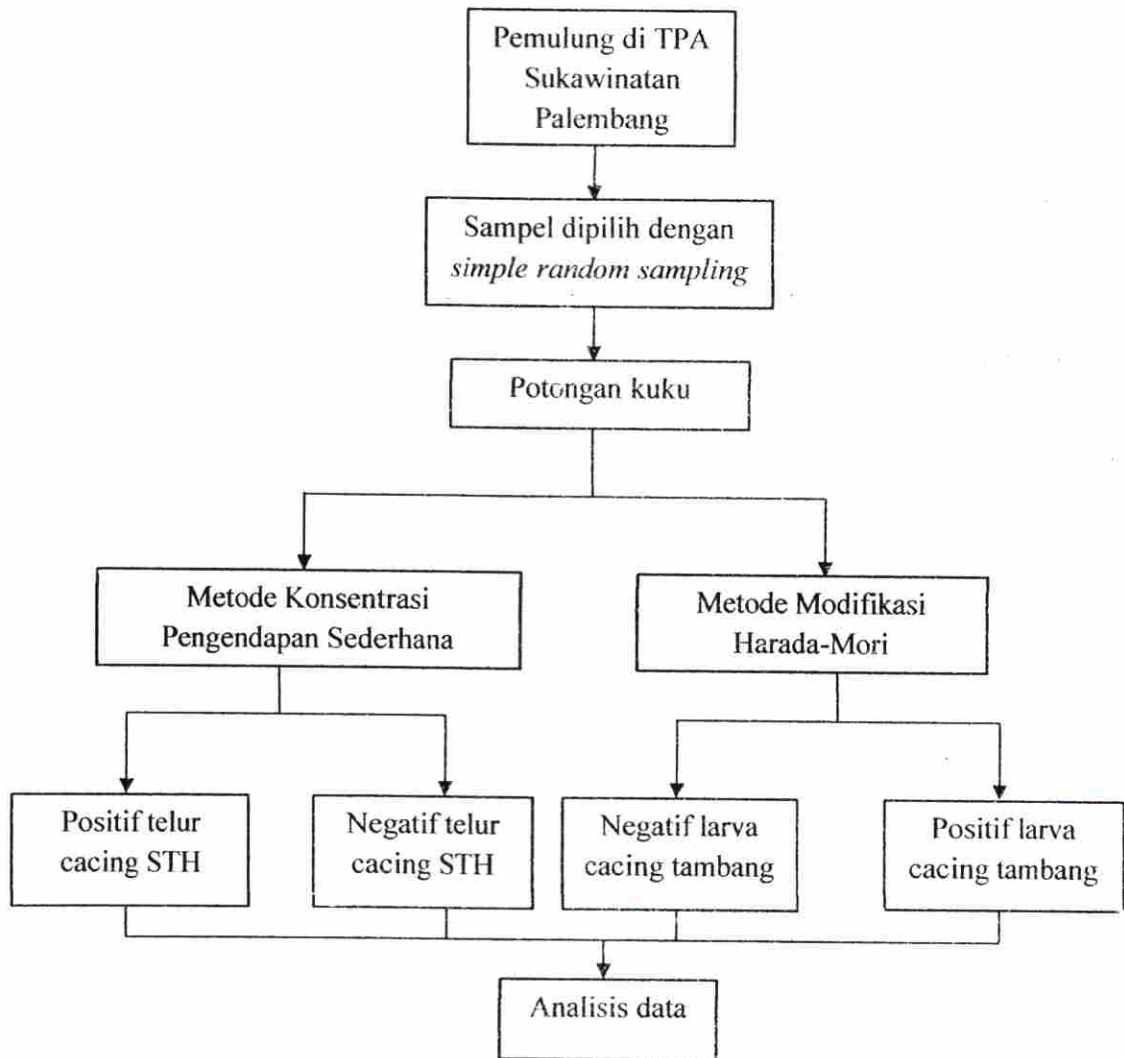 Pemulung di TPA
Sukawinatan
Palembang
Sampel dipilih dengan
simple random sampling
Potongan kuku
Metode Konsentrasi
Pengendapan Sederhana
Metode Modifikasi
Harada-Mori
Positif telur
cacing STH
Negatif telur
cacing STH
Negatif larva
cacing tambang
Positif larva
cacing tambang
Analisis data